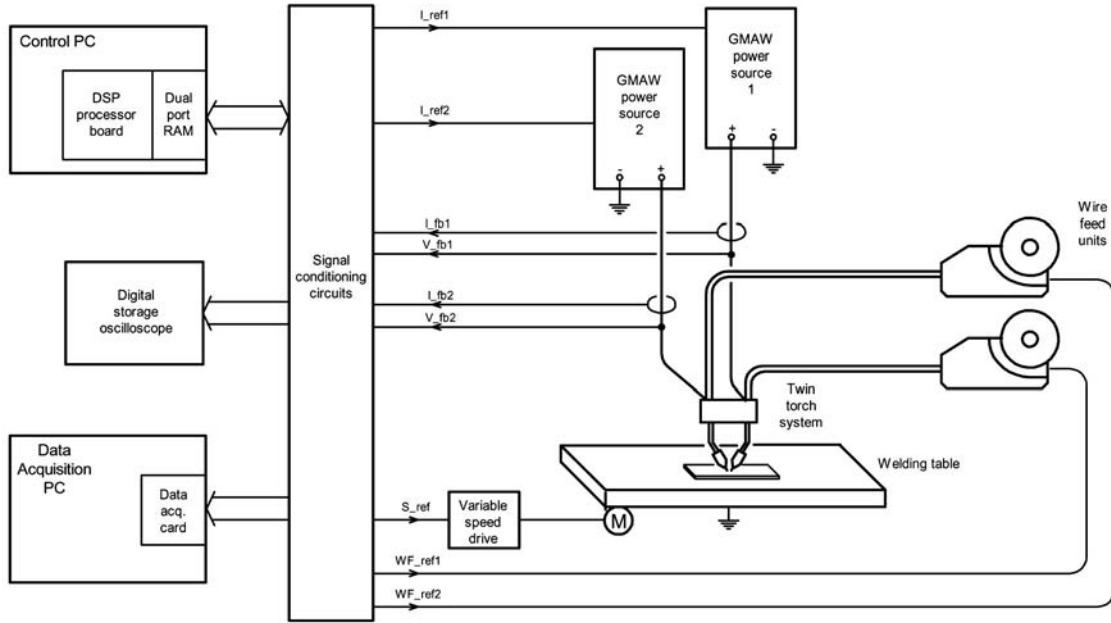 Control PC
DSP
processor
board
Dual
port
RAM
Digital
storage
oscilloscope
Data
Acquisition
PC
Data
acq.
card
Signal
conditioning
circuits
I_ref1
I_ref2
I_fb1
V_fb1
I_fb2
V_fb2
S_ref
WF_ref1
WF_ref2
Variable
speed
drive
M
GMAW
power
source
2
- +
GMAW
power
source
1
+ -
Wire
feed
units
Twin
torch
system
Welding table